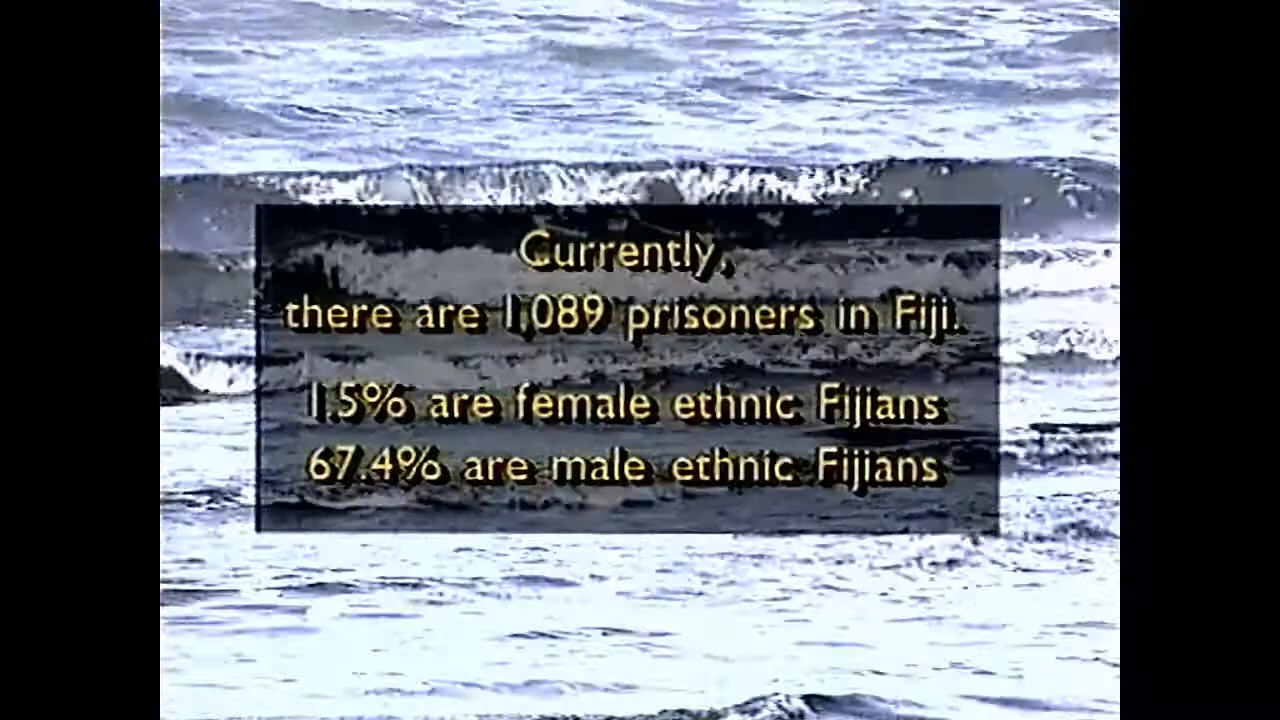 Currently,
there are 1,089 prisoners in Fiji.
1.5% are female ethnic Fijians
67.4% are male ethnic Fijians